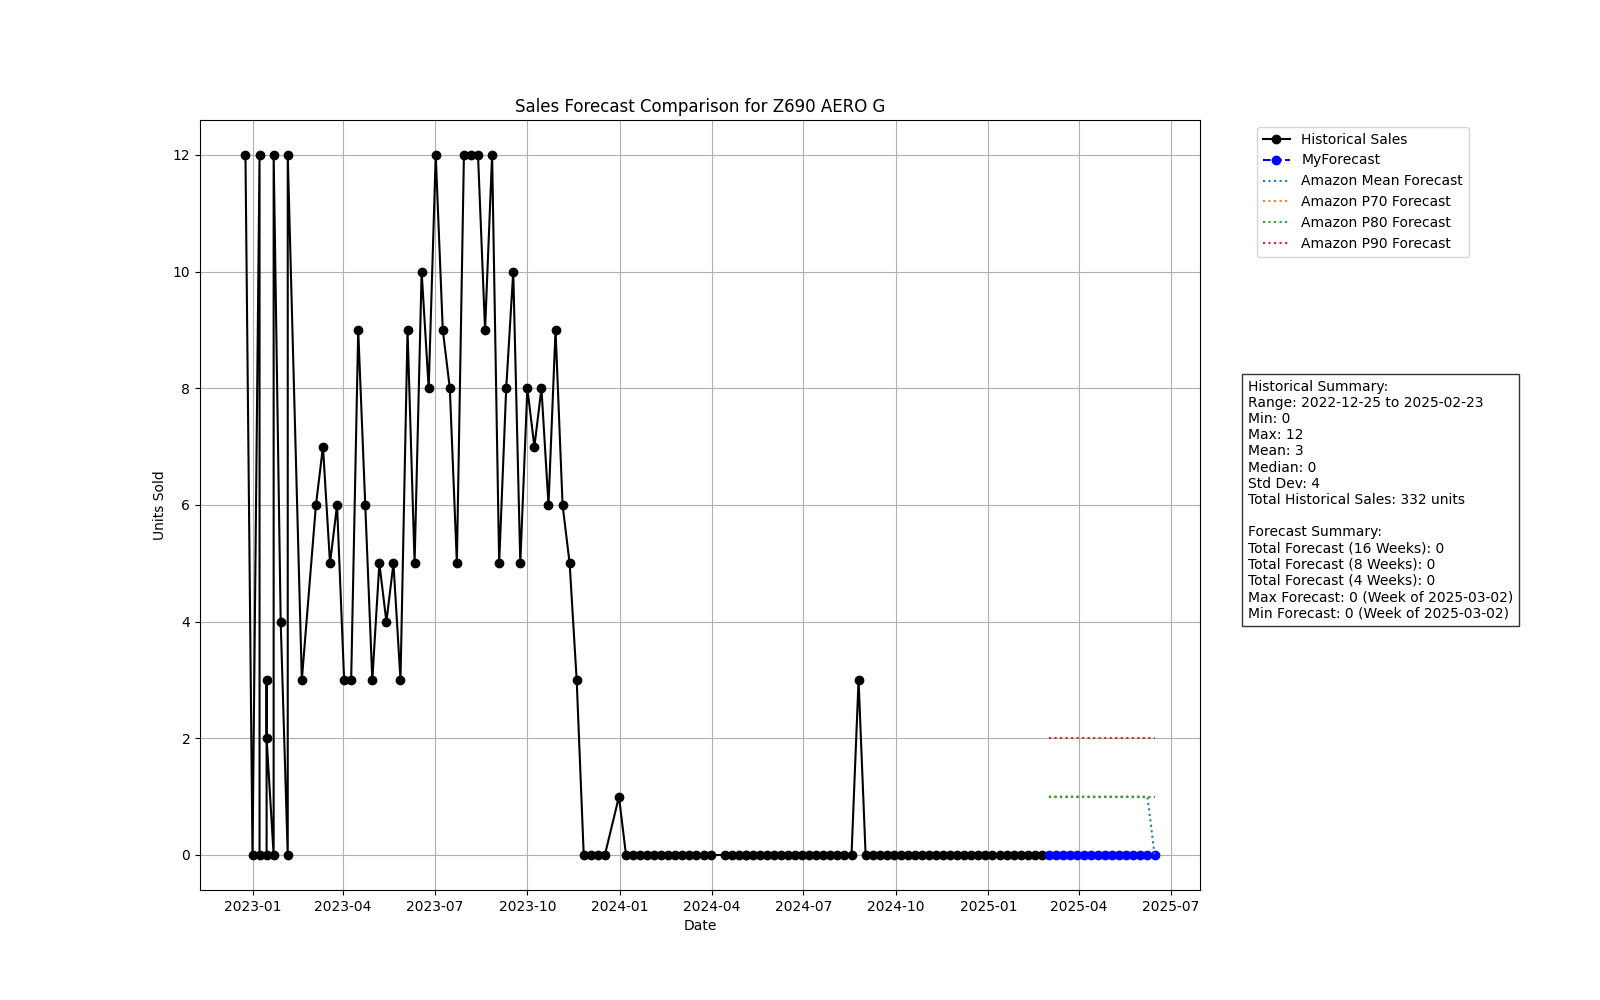 Sales Forecast Comparison for Z690 AERO G
12
10
8
6
4
2
0
Units Sold
2023-01 2023-04 2023-07 2023-10 2024-01 2024-04 2024-07 2024-10 2025-01 2025-04 2025-07
Date
Historical Sales
MyForecast
Amazon Mean Forecast
Amazon P70 Forecast
Amazon P80 Forecast
Amazon P90 Forecast
Historical Summary:
Range: 2022-12-25 to 2025-02-23
Min: 0
Max: 12
Mean: 3
Median: 0
Std Dev: 4
Total Historical Sales: 332 units
Forecast Summary:
Total Forecast (16 Weeks): 0
Total Forecast (8 Weeks): 0
Total Forecast (4 Weeks): 0
Max Forecast: 0 (Week of 2025-03-02)
Min Forecast: 0 (Week of 2025-03-02)